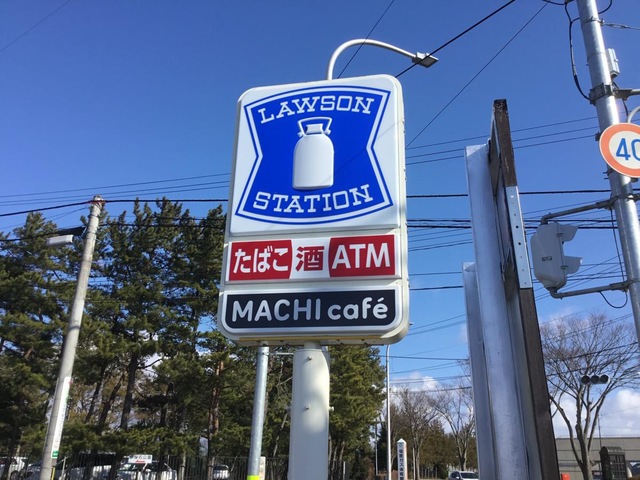 LAWSON
STATION
たばこ 酒 ATM
MACHI café
40